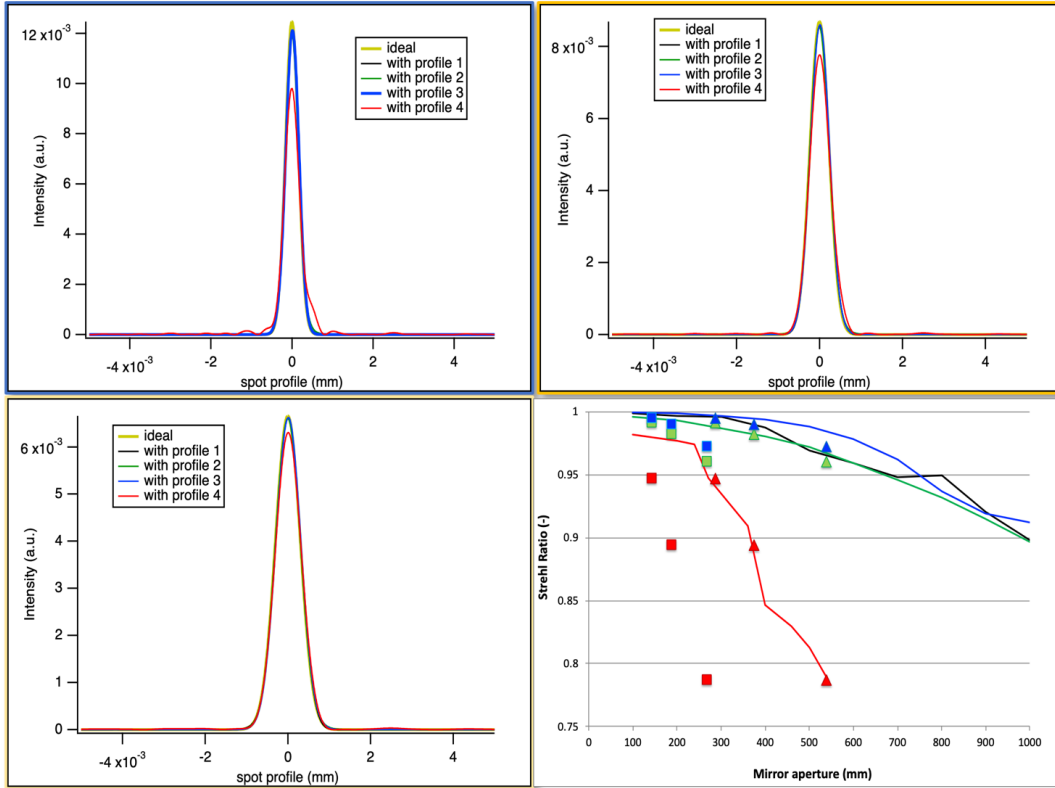 12 x10⁻³
10
8
6
4
2
0
Intensity (a.u.)
ideal
with profile 1
with profile 2
with profile 3
with profile 4
-4 x10⁻³
-2
0
2
4
spot profile (mm)
8 x10⁻³
6
4
2
0
Intensity (a.u.)
ideal
with profile 1
with profile 2
with profile 3
with profile 4
-4 x10⁻³
-2
0
2
4
spot profile (mm)
6 x10⁻³
5
4
3
2
1
0
Intensity (a.u.)
ideal
with profile 1
with profile 2
with profile 3
with profile 4
-4 x10⁻³
-2
0
2
4
spot profile (mm)
1
0.95
0.9
0.85
0.8
0.75
Strehl Ratio (-)
0
100
200
300
400
500
600
700
800
900
1000
Mirror aperture (mm)